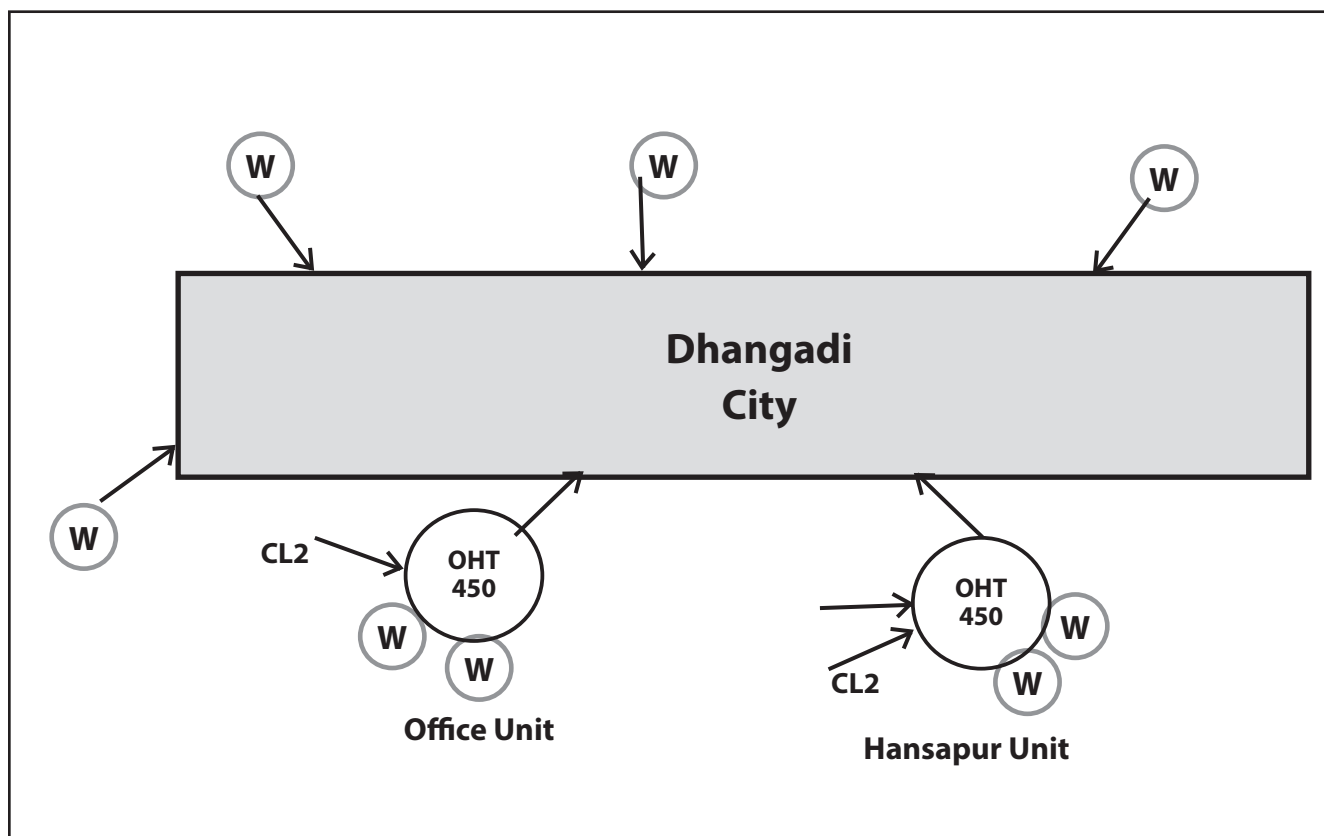 W
W
W
Dhangadi
City
W
CL2
OHT
450
W
W
Office Unit
OHT
450
W
W
CL2
Hansapur Unit